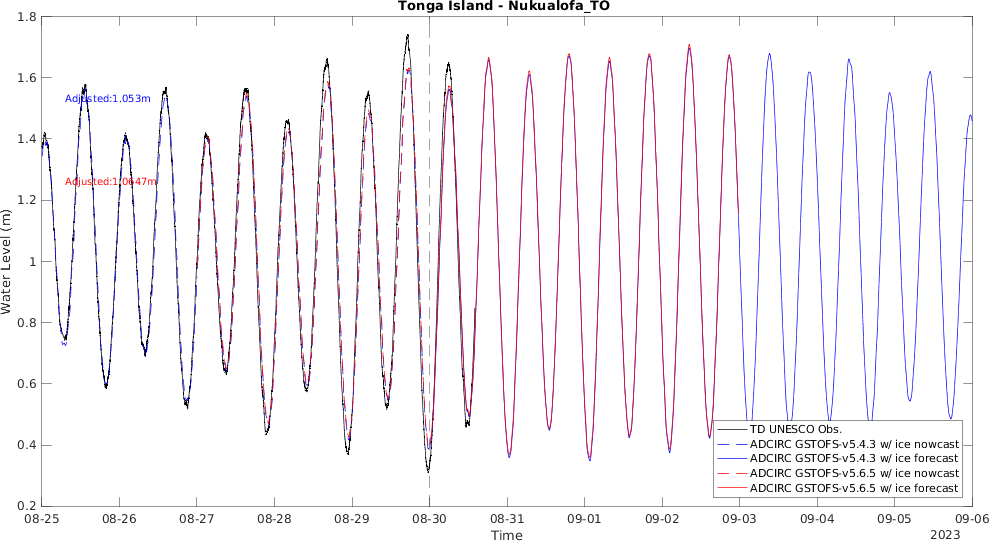 Tonga Island - Nukualofa_TO
1.8
1.6
1.4
1.2
1
0.8
0.6
0.4
0.2
Water Level (m)
Adjusted:1.053m
Adjusted:1.0647m
TD UNESCO Obs.
ADCIRC GSTOFS-v5.4.3 w/ ice nowcast
ADCIRC GSTOFS-v5.4.3 w/ ice forecast
ADCIRC GSTOFS-v5.6.5 w/ ice nowcast
ADCIRC GSTOFS-v5.6.5 w/ ice forecast
08-25 08-26 08-27 08-28 08-29 08-30 08-31 09-01 09-02 09-03 09-04 09-05 09-06
Time
2023